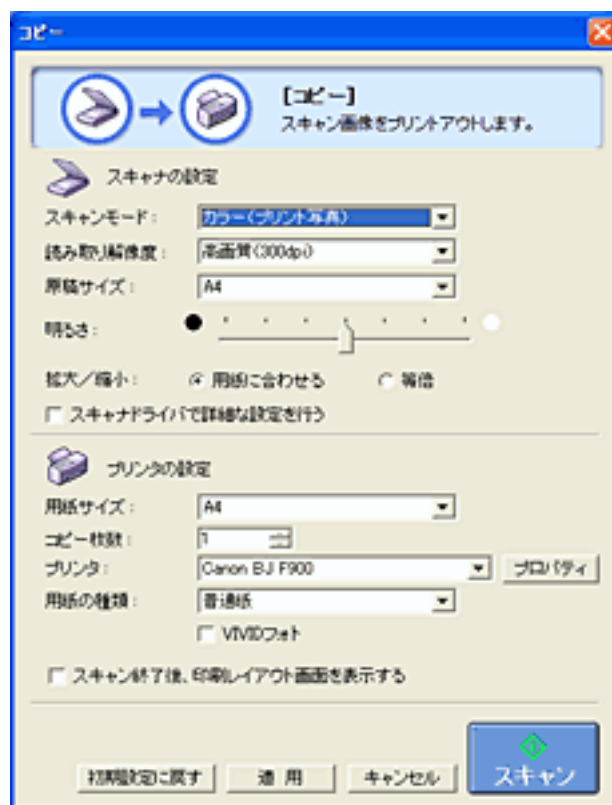 コピー
[コピー]
スキャン画像をプリントアウトします。
スキャナの設定
スキャンモード： カラー(プリント写真)
読み取り解像度： 高画質(300dpi)
原稿サイズ： A4
明るさ：
拡大／縮小： 用紙に合わせる 等倍
スキャナドライバで詳細な設定を行う
プリンタの設定
用紙サイズ： A4
コピー枚数： 1
プリンタ： Canon BJ F900 プロパティ
用紙の種類： 普通紙
VIVIDフォト
スキャン終了後、印刷レイアウト画面を表示する
初期設定に戻す 適用 キャンセル スキャン